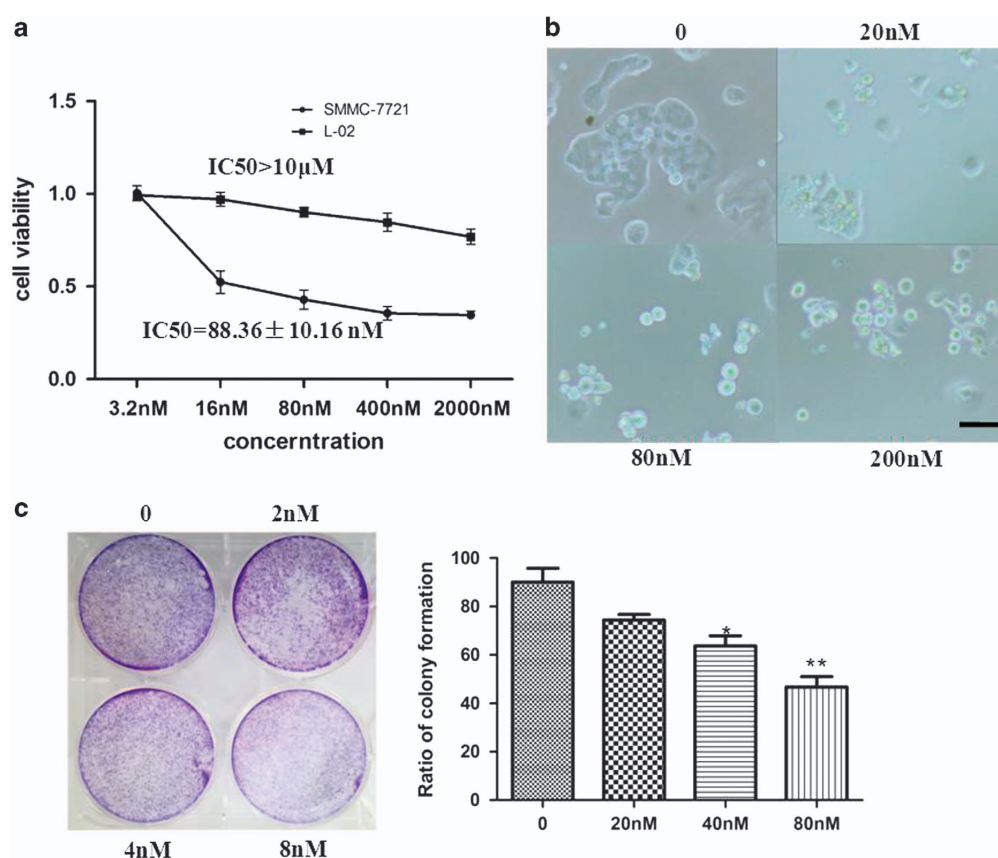 a
1.5
1.0
0.5
0.0
cell viability
SMMC-7721
L-02
IC50>10μM
IC50=88.36±10.16 nM
3.2nM 16nM 80nM 400nM 2000nM
concerntration
b
0 20nM
80nM 200nM
c
0 2nM
4nM 8nM
Ratio of colony formation
100
80
60
40
20
0
*
**
0 20nM 40nM 80nM